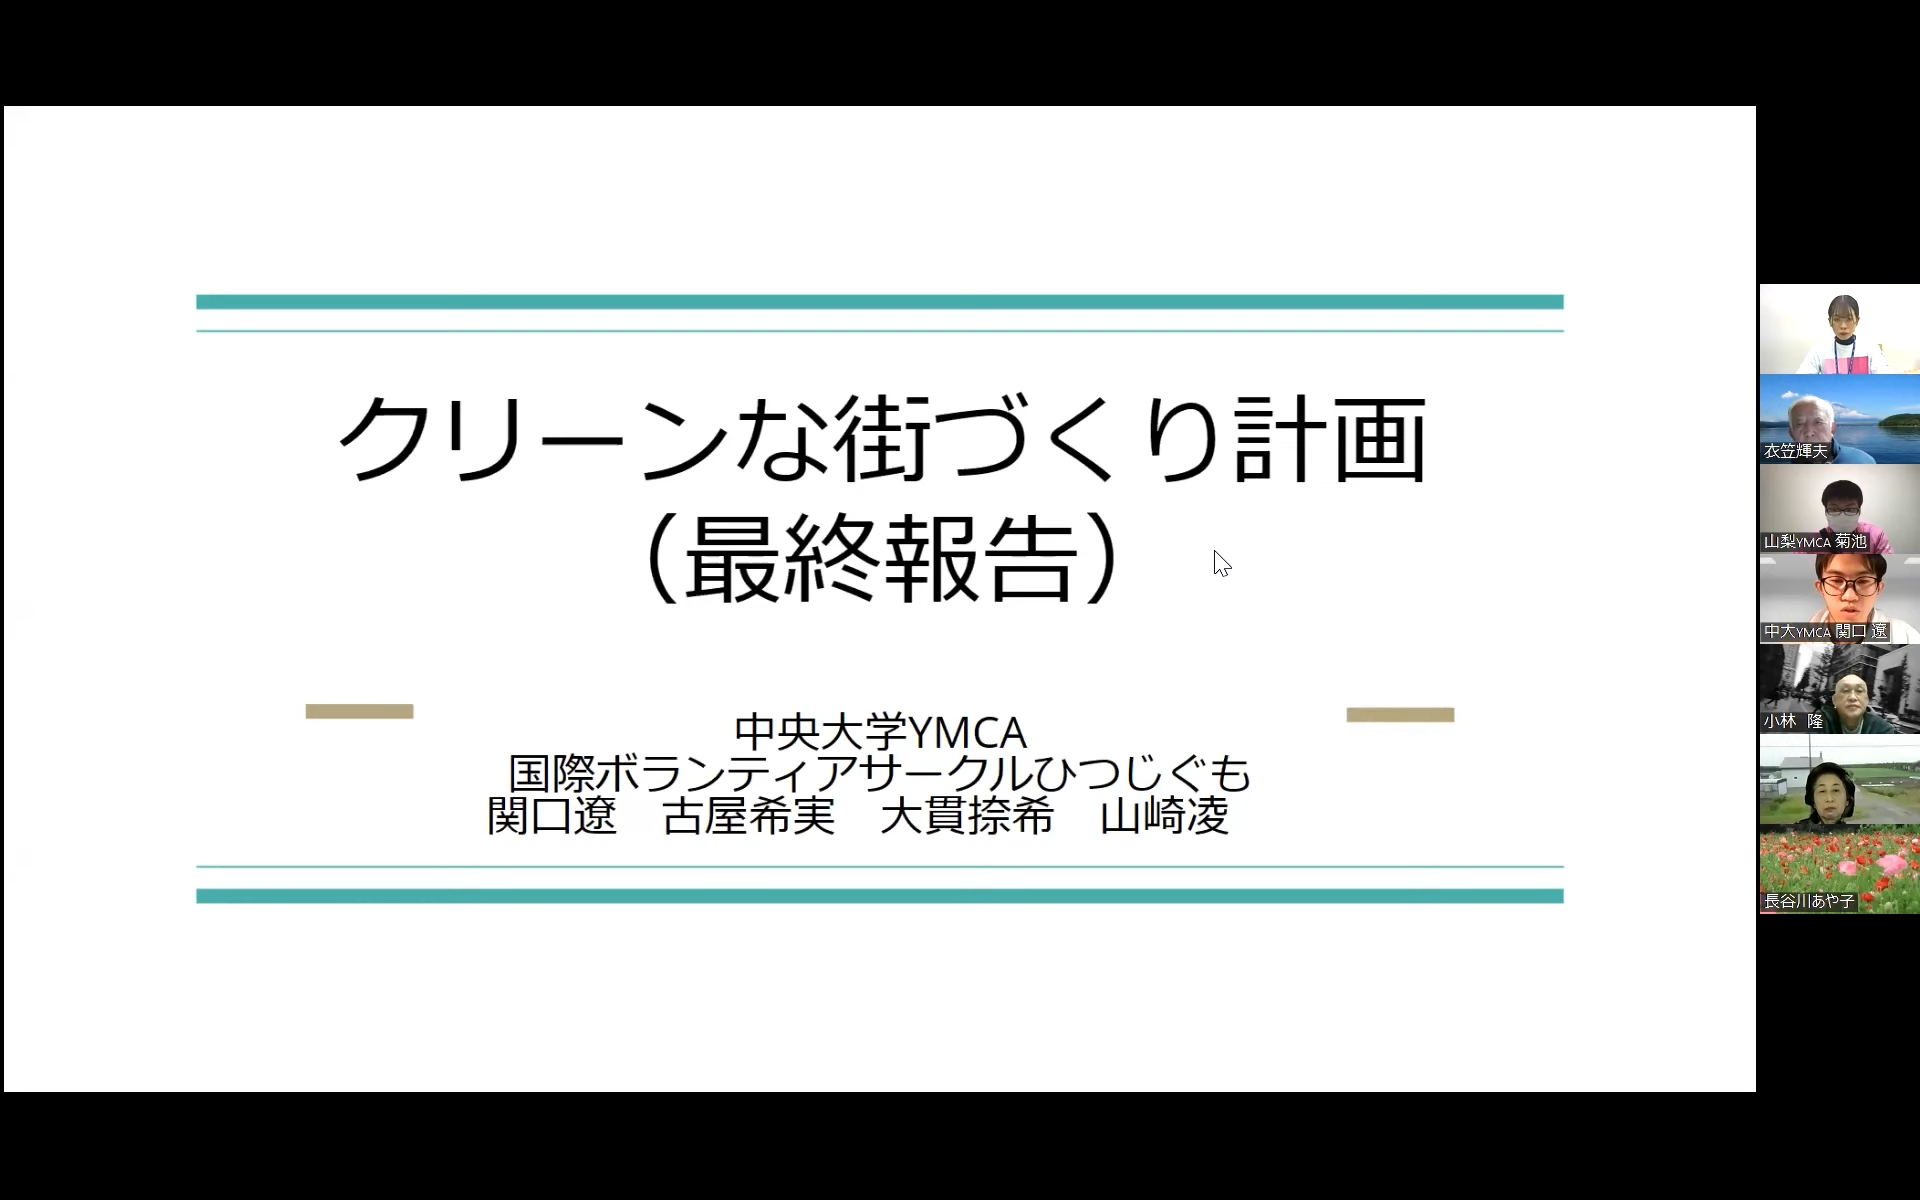 クリーンな街づくり計画
（最終報告）
中央大学YMCA
国際ボランティアサークルひつじぐも
関口遼　古屋希実　大貫捺希　山崎凌
衣笠輝夫
山梨YMCA 菊池
中大YMCA 関口 遼
小林　隆
長谷川あや子